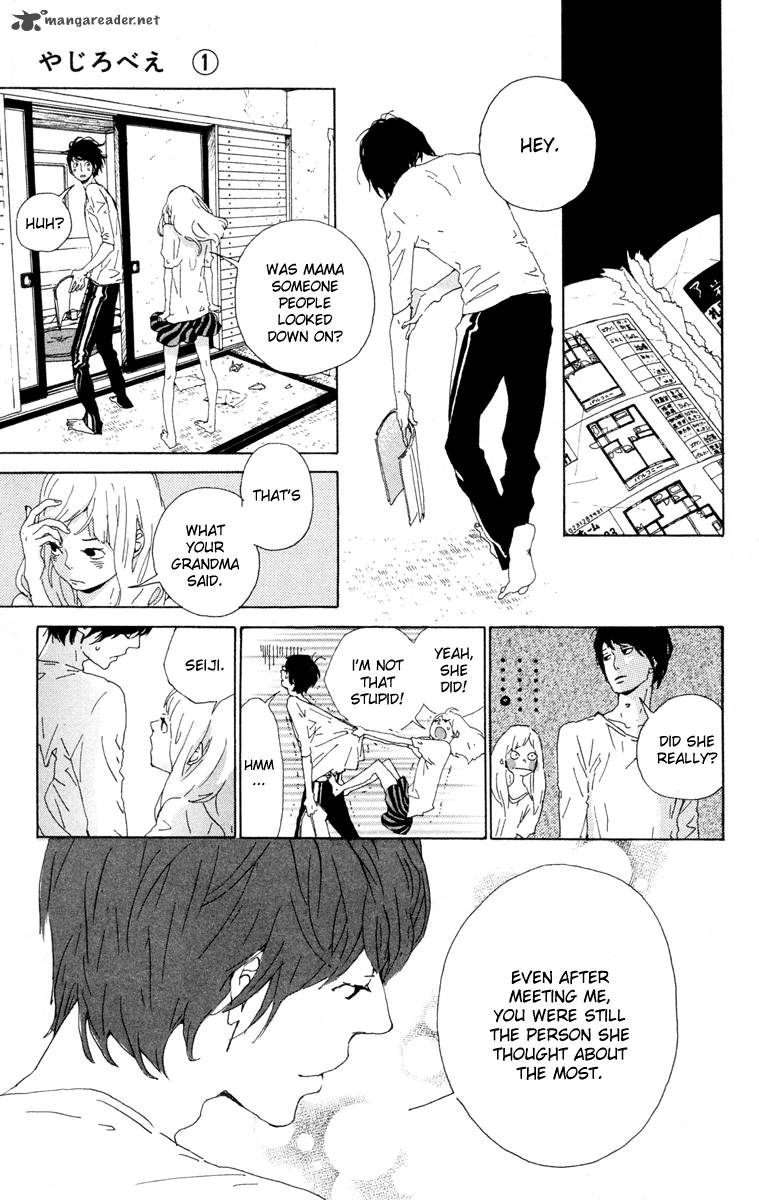 mangareader.net
やじろべえ ①
HEY.
HUH?
WAS MAMA
SOMEONE
PEOPLE
LOOKED
DOWN ON?
THAT'S
WHAT
YOUR
GRANDMA
SAID.
DID SHE
REALLY?
YEAH,
SHE
DID!
I'M NOT
THAT
STUPID!
HMM
...
SEIJI.
EVEN AFTER
MEETING ME,
YOU WERE STILL
THE PERSON SHE
THOUGHT ABOUT
THE MOST.